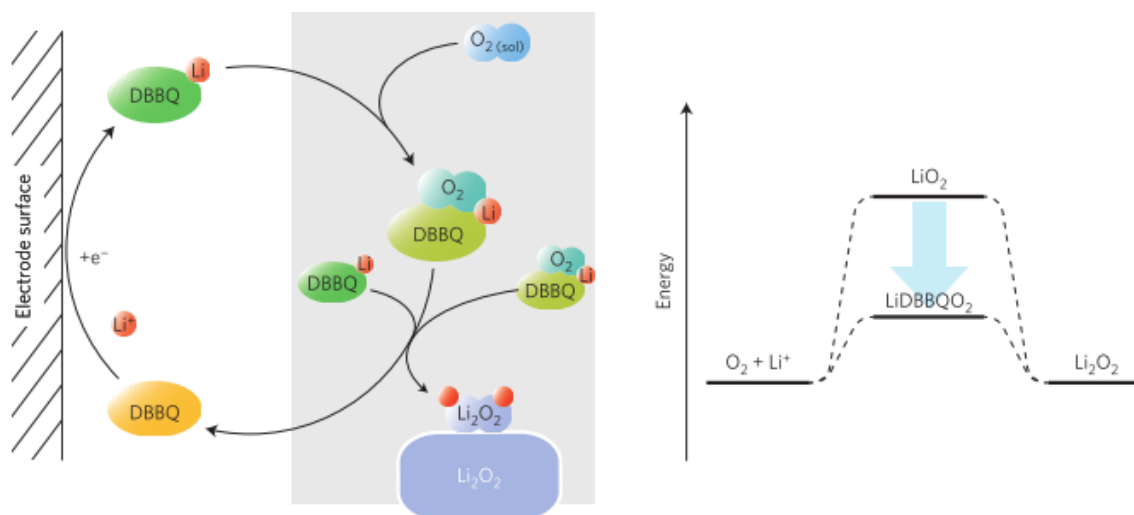 Electrode surface
DBBQ
Li
O₂ (sol)
O₂
Li
DBBQ
+e⁻
DBBQ
Li
O₂
Li
DBBQ
Li⁺
DBBQ
Li₂O₂
Li₂O₂
Energy
LiO₂
LiDBBQO₂
O₂ + Li⁺
Li₂O₂